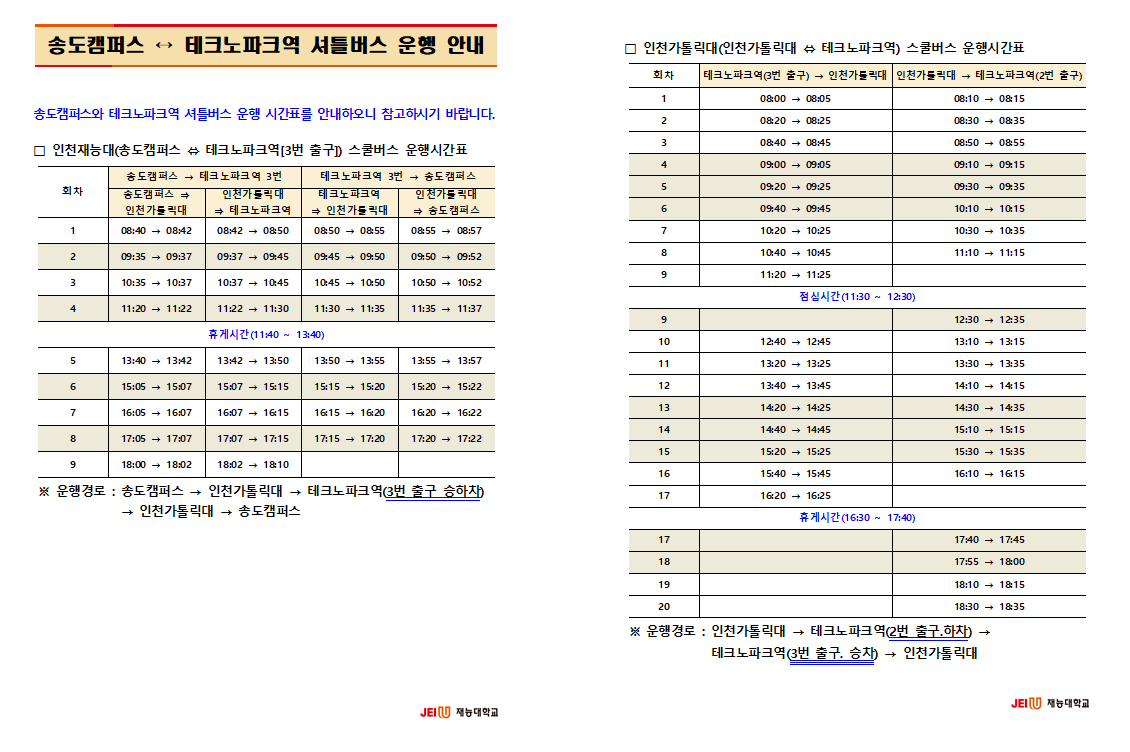 송도캠퍼스 ↔ 테크노파크역 셔틀버스 운행 안내
송도캠퍼스와 테크노파크역 셔틀버스 운행 시간표를 안내하오니 참고하시기 바랍니다.
□ 인천재능대(송도캠퍼스 ⇔ 테크노파크역[3번 출구]) 스쿨버스 운행시간표
회차 송도캠퍼스 → 테크노파크역 3번 테크노파크역 3번 → 송도캠퍼스
송도캠퍼스 ⇒ 인천가톨릭대 테크노파크역 인천가톨릭대
인천가톨릭대 ⇒ 테크노파크역 ⇒ 인천가톨릭대 ⇒ 송도캠퍼스
1 08:40 → 08:42 08:42 → 08:50 08:50 → 08:55 08:55 → 08:57
2 09:35 → 09:37 09:37 → 09:45 09:45 → 09:50 09:50 → 09:52
3 10:35 → 10:37 10:37 → 10:45 10:45 → 10:50 10:50 → 10:52
4 11:20 → 11:22 11:22 → 11:30 11:30 → 11:35 11:35 → 11:37
휴게시간(11:40 ~ 13:40)
5 13:40 → 13:42 13:42 → 13:50 13:50 → 13:55 13:55 → 13:57
6 15:05 → 15:07 15:07 → 15:15 15:15 → 15:20 15:20 → 15:22
7 16:05 → 16:07 16:07 → 16:15 16:15 → 16:20 16:20 → 16:22
8 17:05 → 17:07 17:07 → 17:15 17:15 → 17:20 17:20 → 17:22
9 18:00 → 18:02 18:02 → 18:10
※ 운행경로 : 송도캠퍼스 → 인천가톨릭대 → 테크노파크역(3번 출구 승하차)
→ 인천가톨릭대 → 송도캠퍼스
JEIU 재능대학교
□ 인천가톨릭대(인천가톨릭대 ⇔ 테크노파크역) 스쿨버스 운행시간표
회차 테크노파크역(3번 출구) → 인천가톨릭대 인천가톨릭대 → 테크노파크역(2번 출구)
1 08:00 → 08:05 08:10 → 08:15
2 08:20 → 08:25 08:30 → 08:35
3 08:40 → 08:45 08:50 → 08:55
4 09:00 → 09:05 09:10 → 09:15
5 09:20 → 09:25 09:30 → 09:35
6 09:40 → 09:45 10:10 → 10:15
7 10:20 → 10:25 10:30 → 10:35
8 10:40 → 10:45 11:10 → 11:15
9 11:20 → 11:25
점심시간(11:30 ~ 12:30)
9 12:30 → 12:35
10 12:40 → 12:45 13:10 → 13:15
11 13:20 → 13:25 13:30 → 13:35
12 13:40 → 13:45 14:10 → 14:15
13 14:20 → 14:25 14:30 → 14:35
14 14:40 → 14:45 15:10 → 15:15
15 15:20 → 15:25 15:30 → 15:35
16 15:40 → 15:45 16:10 → 16:15
17 16:20 → 16:25
휴게시간(16:30 ~ 17:40)
17 17:40 → 17:45
18 17:55 → 18:00
19 18:10 → 18:15
20 18:30 → 18:35
※ 운행경로 : 인천가톨릭대 → 테크노파크역(2번 출구.하차) →
테크노파크역(3번 출구. 승차) → 인천가톨릭대
JEIU 재능대학교